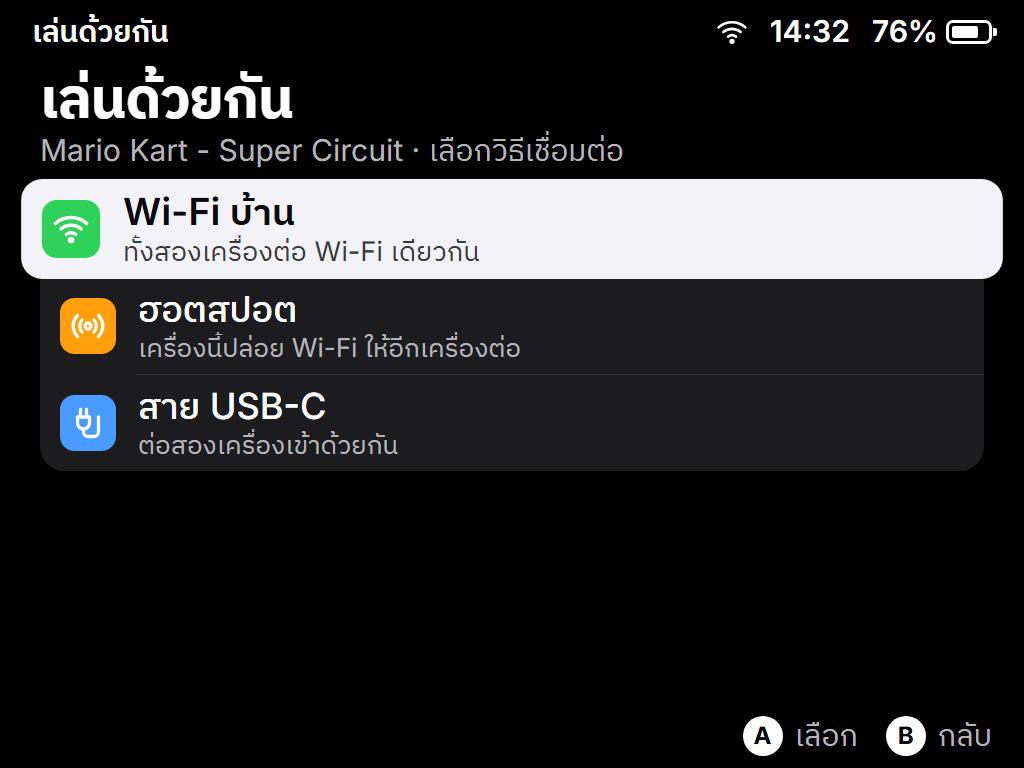 เล่นด้วยกัน
14:32 76%
เล่นด้วยกัน
Mario Kart - Super Circuit · เลือกวิธีเชื่อมต่อ
Wi-Fi บ้าน
ทั้งสองเครื่องต่อ Wi-Fi เดียวกัน
ฮอตสปอต
เครื่องนี้ปล่อย Wi-Fi ให้อีกเครื่องต่อ
สาย USB-C
ต่อสองเครื่องเข้าด้วยกัน
A เลือก B กลับ